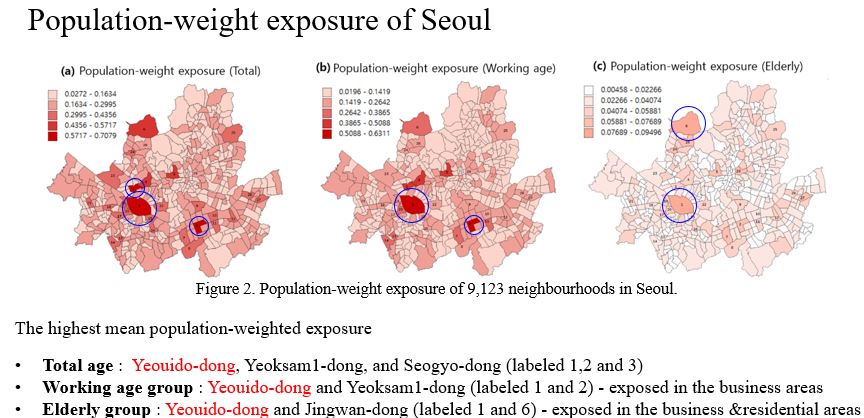 Population-weight exposure of Seoul
(a) Population-weight exposure (Total)
0.0272 - 0.1634
0.1634 - 0.2995
0.2995 - 0.4356
0.4356 - 0.5717
0.5717 - 0.7079
(b) Population-weight exposure (Working age)
0.0196 - 0.1419
0.1419 - 0.2642
0.2642 - 0.3865
0.3865 - 0.5088
0.5088 - 0.6311
(c) Population-weight exposure (Elderly)
0.00458 - 0.02266
0.02266 - 0.04074
0.04074 - 0.05881
0.05881 - 0.07689
0.07689 - 0.09496
Figure 2. Population-weight exposure of 9,123 neighbourhoods in Seoul.
The highest mean population-weighted exposure
• Total age : Yeouido-dong, Yeoksam1-dong, and Seogyo-dong (labeled 1,2 and 3)
• Working age group : Yeouido-dong and Yeoksam1-dong (labeled 1 and 2) - exposed in the business areas
• Elderly group : Yeouido-dong and Jingwan-dong (labeled 1 and 6) - exposed in the business &residential areas